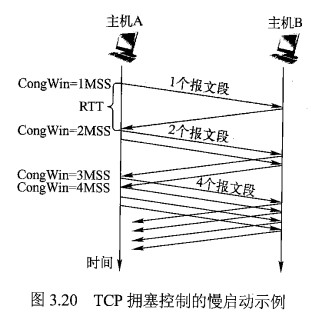 主机A
主机B
CongWin=1MSS
1个报文段
RTT
CongWin=2MSS
2个报文段
CongWin=3MSS
CongWin=4MSS
4个报文段
时间
图 3.20 TCP 拥塞控制的慢启动示例